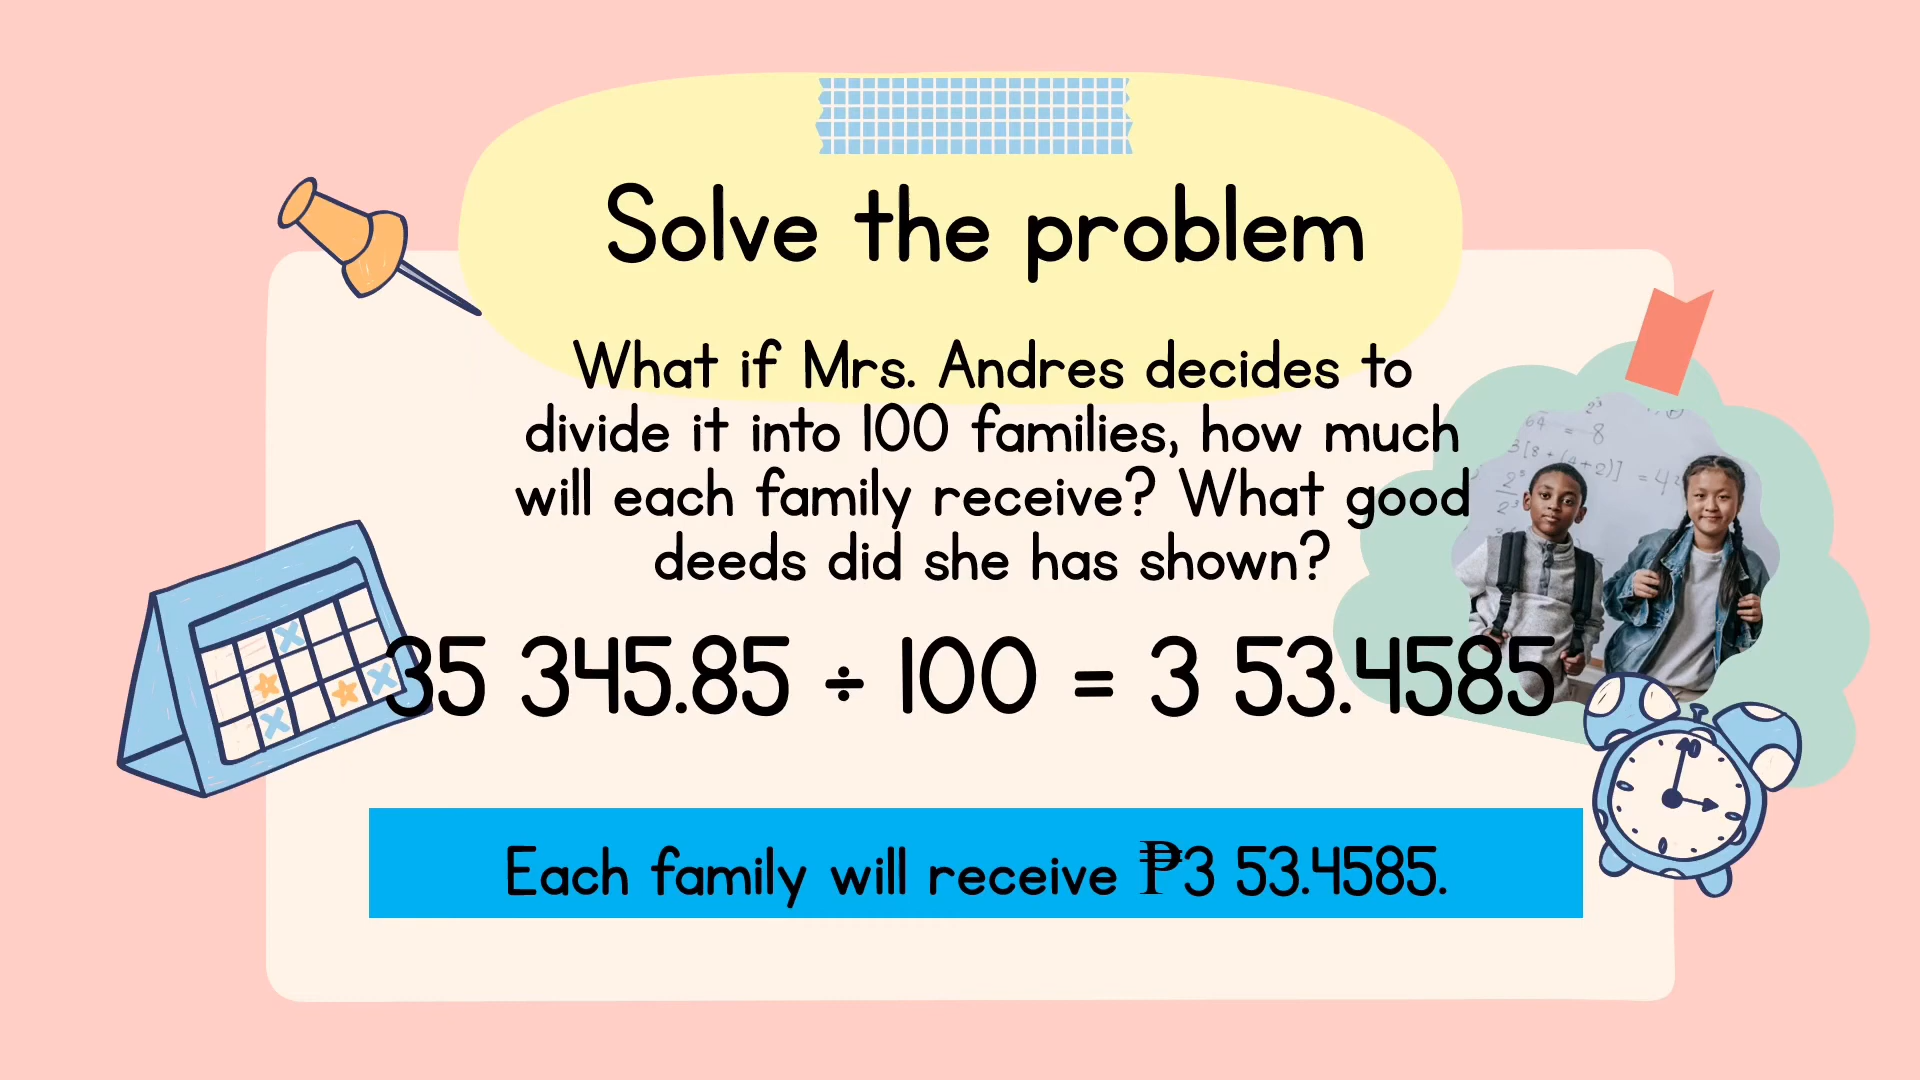 Solve the problem
What if Mrs. Andres decides to
divide it into 100 families, how much
will each family receive? What good
deeds did she has shown?
35 345.85 ÷ 100 = 3 53.4585
Each family will receive ₱3 53.4585.